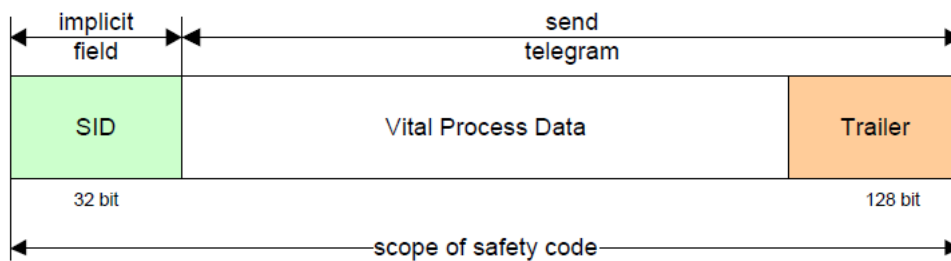 implicit
field
send
telegram
SID
Vital Process Data
Trailer
32 bit
128 bit
scope of safety code